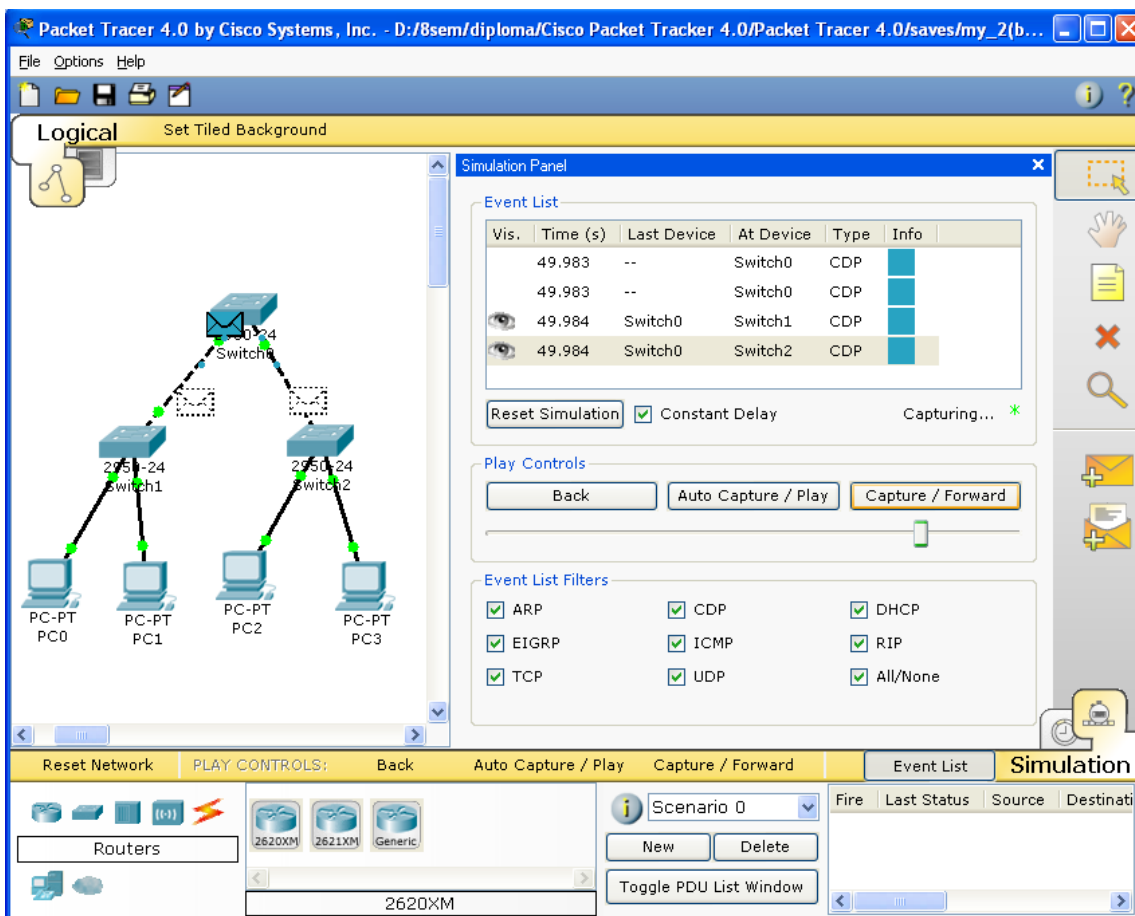 Packet Tracer 4.0 by Cisco Systems, Inc. - D:/8sem/diploma/Cisco Packet Tracker 4.0/Packet Tracer 4.0/saves/my_2(b...
File Options Help
Logical Set Tiled Background
Simulation Panel
Event List
Vis. Time (s) Last Device At Device Type Info
49.983 -- Switch0 CDP
49.983 -- Switch0 CDP
49.984 Switch0 Switch1 CDP
49.984 Switch0 Switch2 CDP
Reset Simulation Constant Delay Capturing... *
Play Controls
Back Auto Capture / Play Capture / Forward
Event List Filters
ARP CDP DHCP
EIGRP ICMP RIP
TCP UDP All/None
Switch0
2950-24
Switch1
2950-24
Switch2
PC-PT
PC0
PC-PT
PC1
PC-PT
PC2
PC-PT
PC3
Reset Network PLAY CONTROLS: Back Auto Capture / Play Capture / Forward Event List Simulation
Routers
2620XM 2621XM Generic
2620XM
Scenario 0
New Delete
Toggle PDU List Window
Fire Last Status Source Destinati